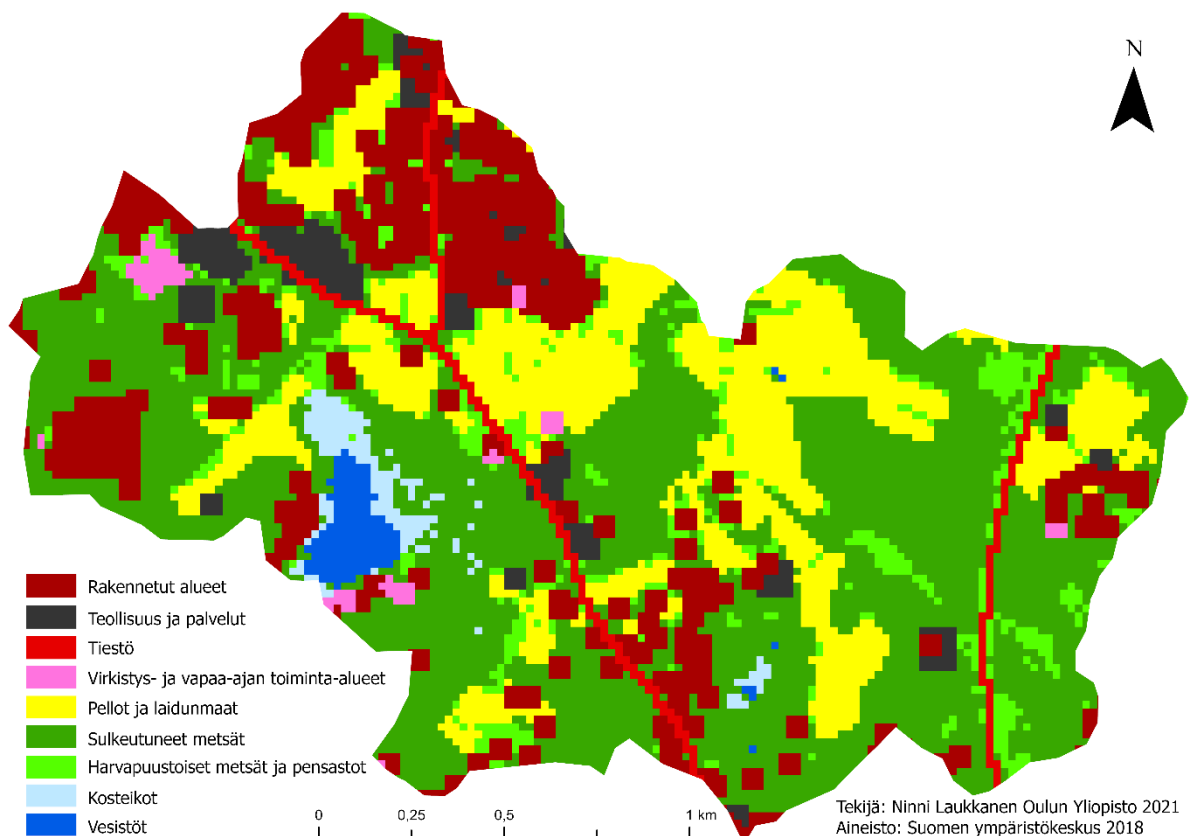 N
Rakennetut alueet
Teollisuus ja palvelut
Tiestö
Virkistys- ja vapaa-ajan toiminta-alueet
Pellot ja laidunmaat
Sulkeutuneet metsät
Harvapuustoiset metsät ja pensastot
Kosteikot
Vesistöt
0 0,25 0,5 1 km
Tekijä: Ninni Laukkanen Oulun Yliopisto 2021
Aineisto: Suomen ympäristökeskus 2018